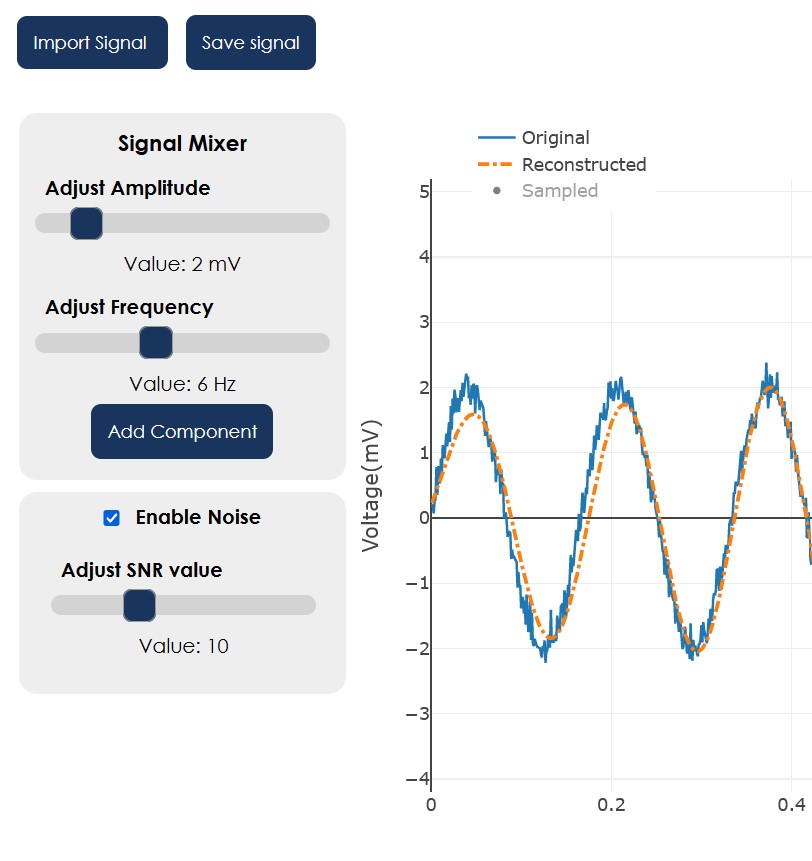 Import Signal
Save signal
Signal Mixer
Adjust Amplitude
Value: 2 mV
Adjust Frequency
Value: 6 Hz
Add Component
Enable Noise
Adjust SNR value
Value: 10
Original
Reconstructed
Sampled
Voltage(mV)
5
4
3
2
1
0
−1
−2
−3
−4
0
0.2
0.4